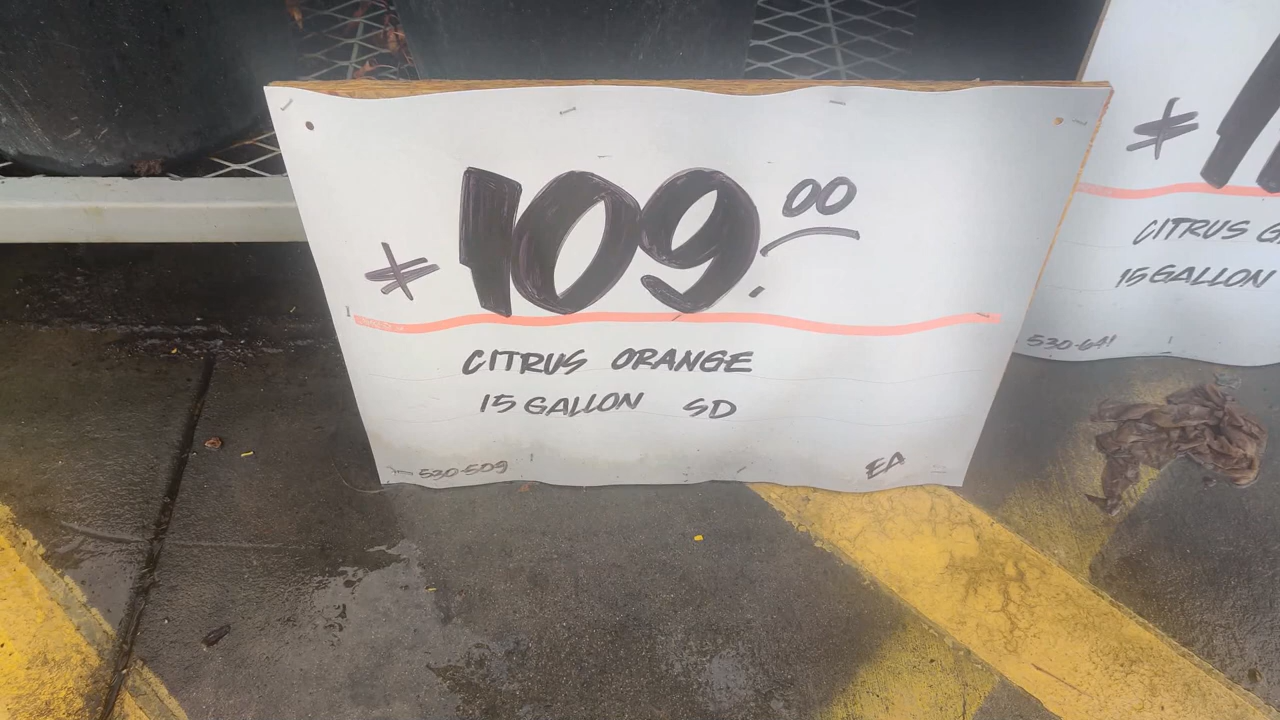 $109.00
CITRUS ORANGE
15 GALLON SD
530-509 EA
$
CITRUS
15 GALLON
530-641